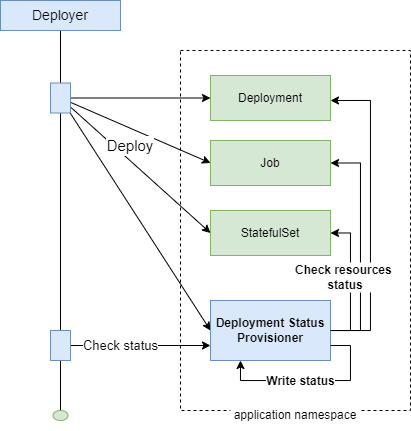 Deployer
Deployment
Deploy
Job
StatefulSet
Check resources
status
Deployment Status
Provisioner
Check status
Write status
application namespace